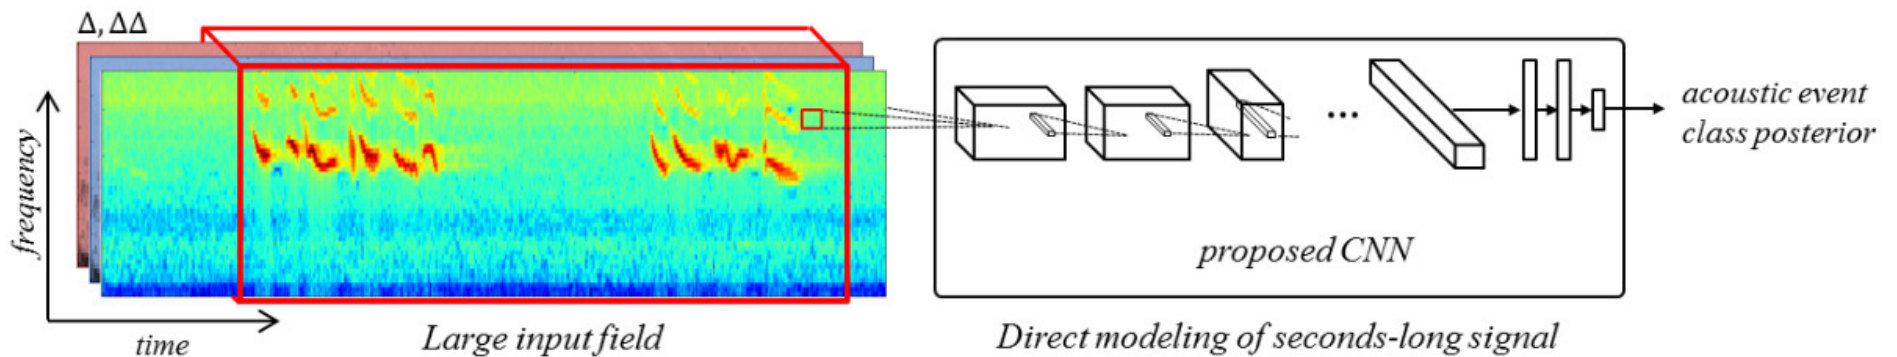 Δ, ΔΔ
frequency
time
Large input field
...
proposed CNN
Direct modeling of seconds-long signal
acoustic event
class posterior